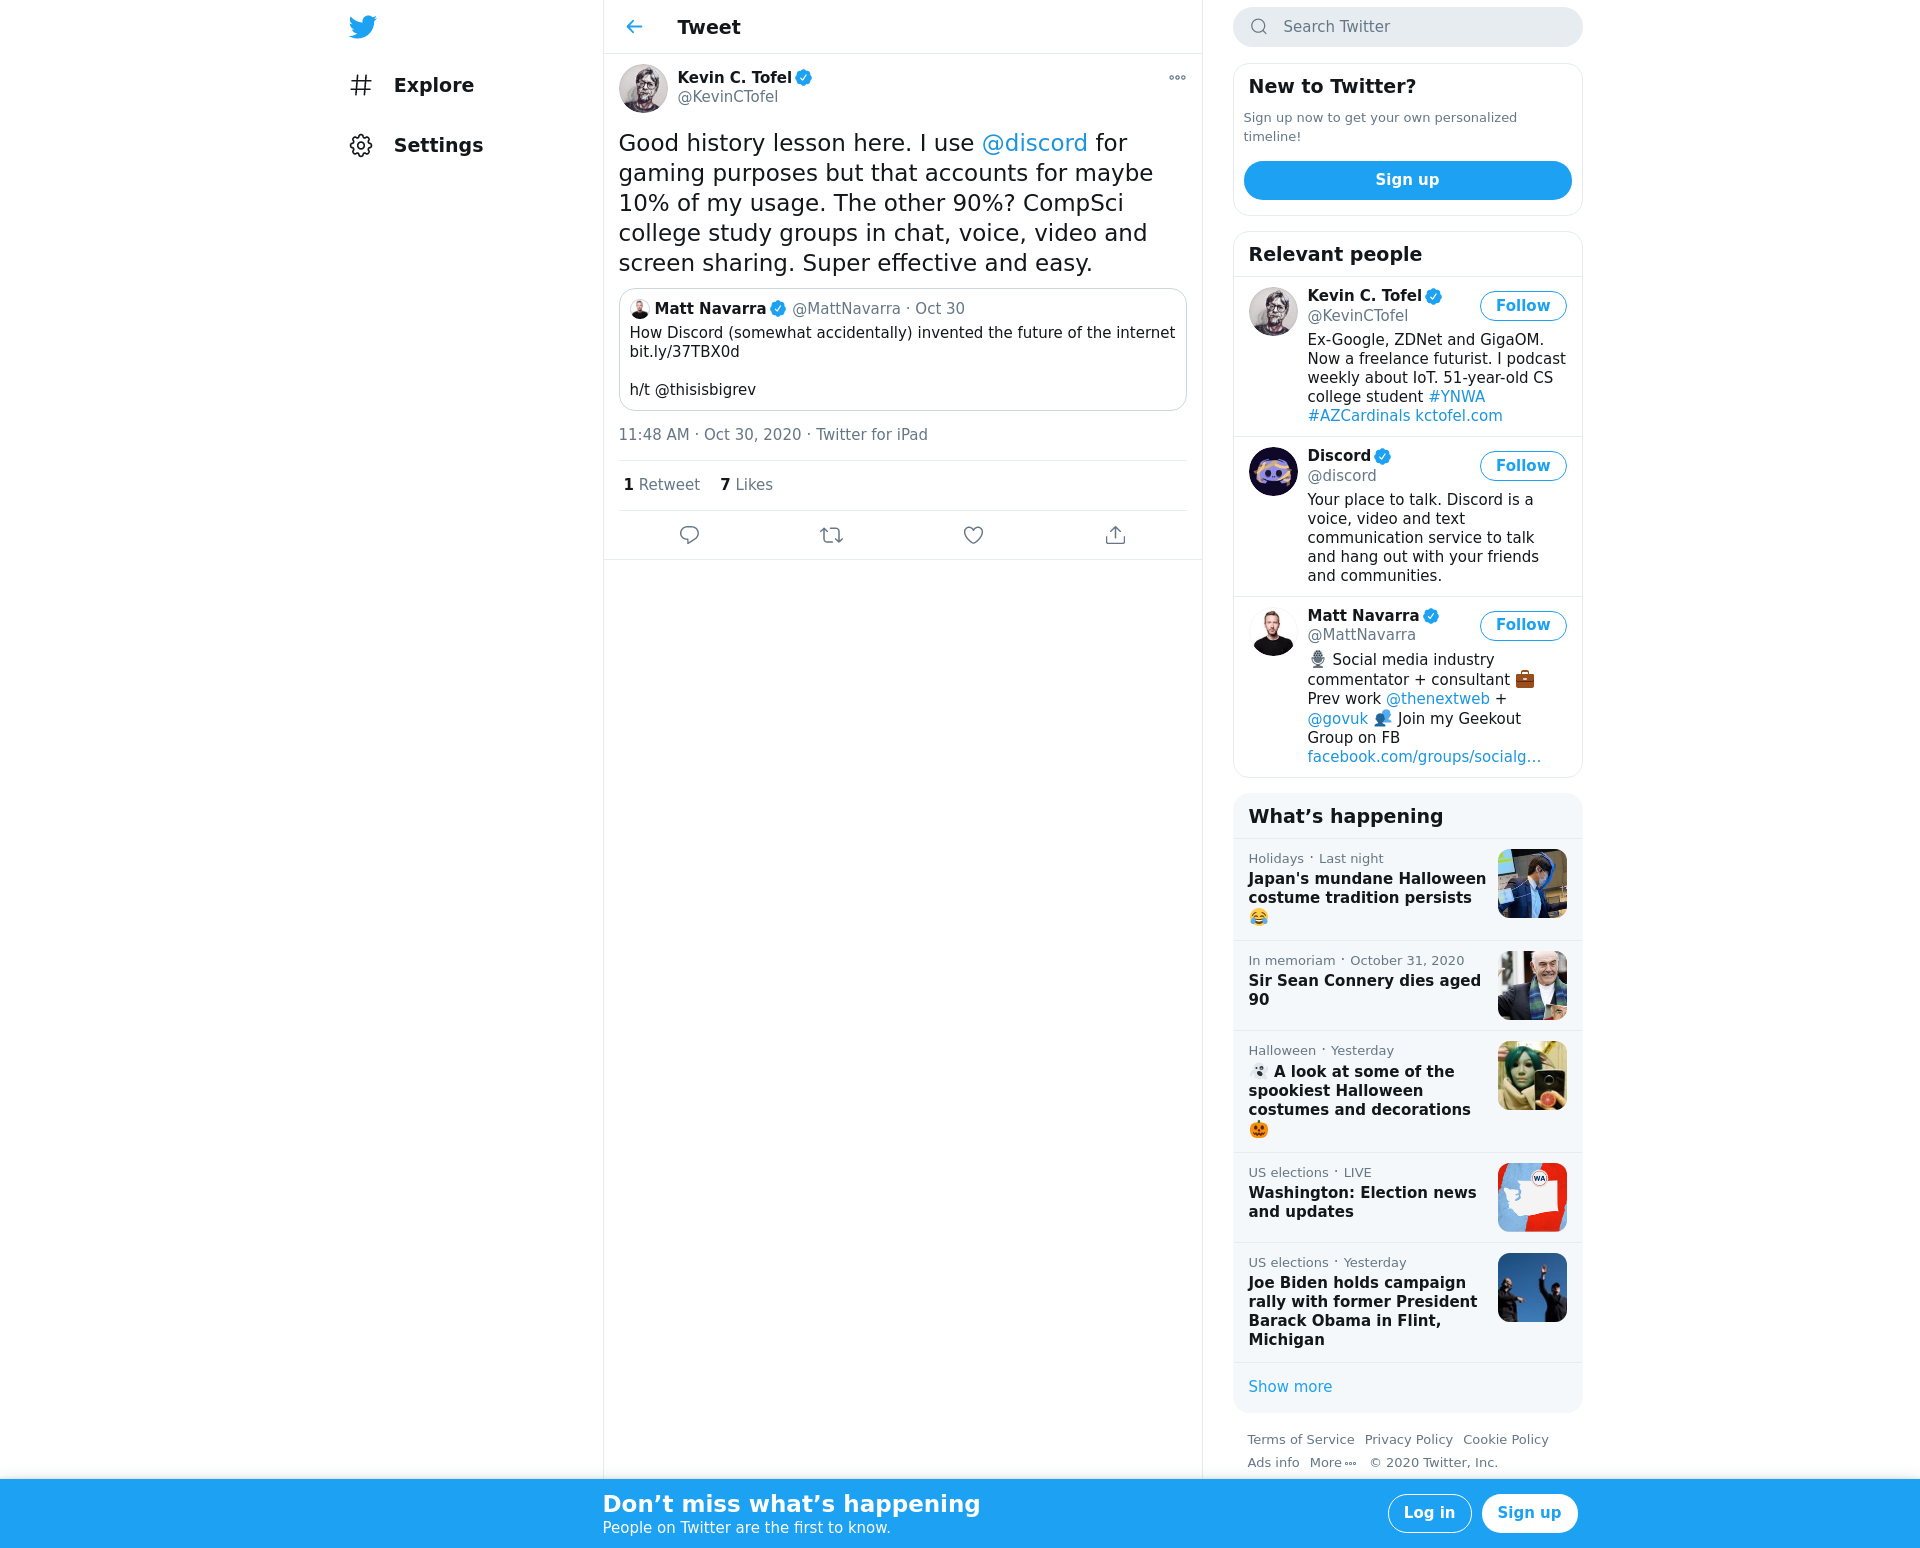 Explore
Settings
Tweet
Kevin C. Tofel
@KevinCTofel
Good history lesson here. I use @discord for
gaming purposes but that accounts for maybe
10% of my usage. The other 90%? CompSci
college study groups in chat, voice, video and
screen sharing. Super effective and easy.
Matt Navarra @MattNavarra · Oct 30
How Discord (somewhat accidentally) invented the future of the internet
bit.ly/37TBX0d
h/t @thisisbigrev
11:48 AM · Oct 30, 2020 · Twitter for iPad
1 Retweet 7 Likes
Search Twitter
New to Twitter?
Sign up now to get your own personalized
timeline!
Sign up
Relevant people
Kevin C. Tofel
@KevinCTofel
Follow
Ex-Google, ZDNet and GigaOM.
Now a freelance futurist. I podcast
weekly about IoT. 51-year-old CS
college student #YNWA
#AZCardinals kctofel.com
Discord
@discord
Follow
Your place to talk. Discord is a
voice, video and text
communication service to talk
and hang out with your friends
and communities.
Matt Navarra
@MattNavarra
Follow
🎙️ Social media industry
commentator + consultant 💼
Prev work @thenextweb +
@govuk 👥 Join my Geekout
Group on FB
facebook.com/groups/socialg…
What’s happening
Holidays · Last night
Japan's mundane Halloween
costume tradition persists
😂
In memoriam · October 31, 2020
Sir Sean Connery dies aged
90
Halloween · Yesterday
👻 A look at some of the
spookiest Halloween
costumes and decorations
🎃
US elections · LIVE
Washington: Election news
and updates
WA
US elections · Yesterday
Joe Biden holds campaign
rally with former President
Barack Obama in Flint,
Michigan
Show more
Terms of Service Privacy Policy Cookie Policy
Ads info More © 2020 Twitter, Inc.
Don’t miss what’s happening
People on Twitter are the first to know.
Log in
Sign up